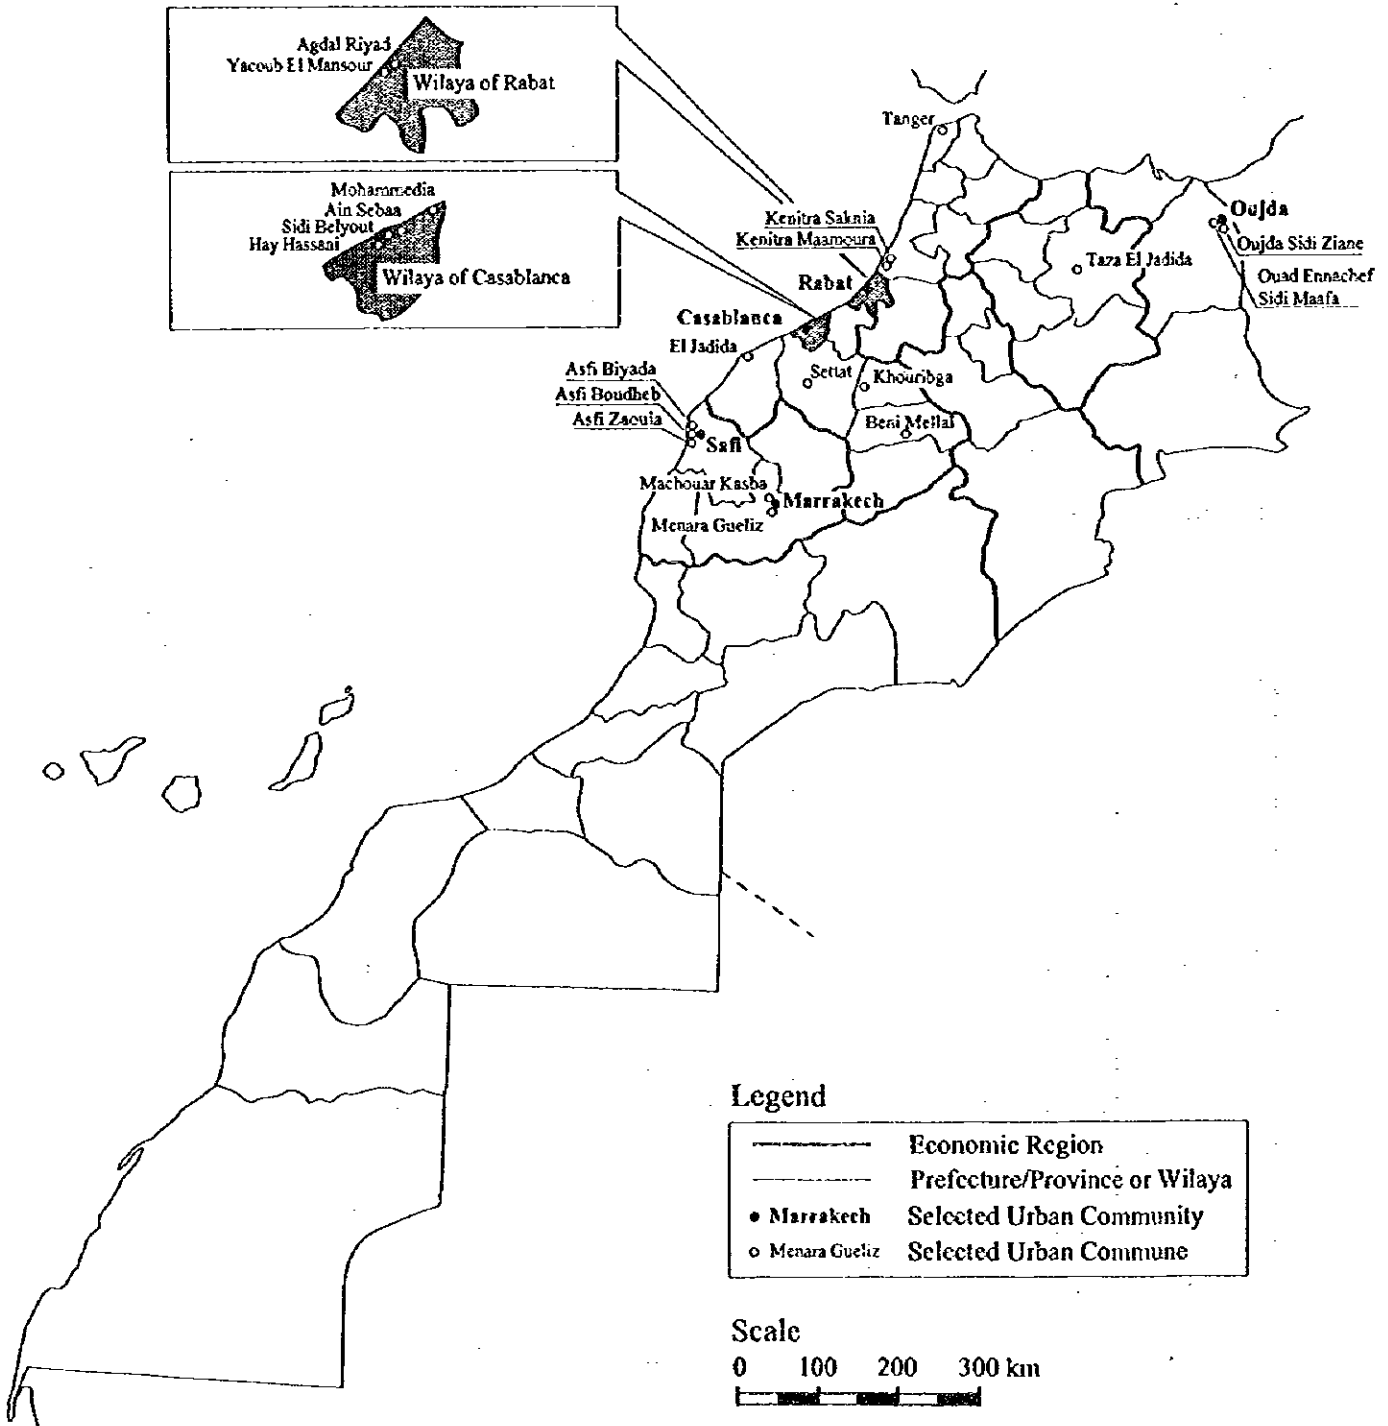 Agdal Riyad
Yacoub El Mansour
Wilaya of Rabat
Mohammedia
Ain Sebaa
Sidi Belyout
Hay Hassani
Wilaya of Casablanca
Tanger
Kenitra Saknia
Kenitra Maamoura
Rabat
Casablanca
El Jadida
Settat
Khouribga
Beni Mellal
Asfi Biyada
Asfi Boudheb
Asfi Zaouia
Safi
Machouar Kasba
Marrakech
Menara Gueliz
Taza El Jadida
Oujda
Oujda Sidi Ziane
Ouad Ennachef
Sidi Maafa
Legend
Economic Region
Prefecture/Province or Wilaya
Marrakech Selected Urban Community
Menara Gueliz Selected Urban Commune
Scale
0 100 200 300 km